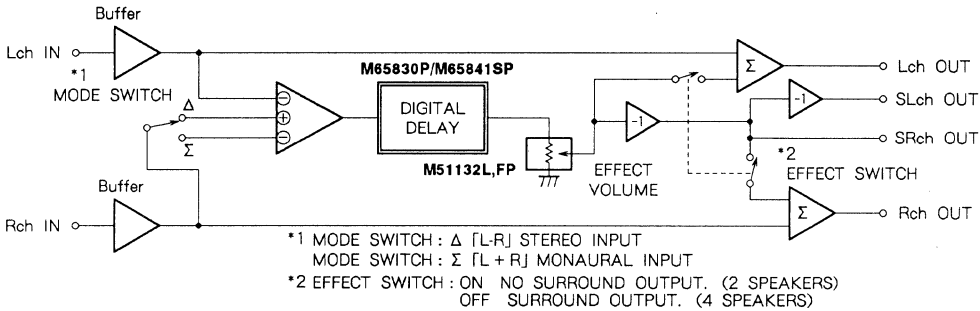 Buffer
Lch IN
*1
MODE SWITCH
Δ
Σ
⊖
⊕
⊖
M65830P/M65841SP
DIGITAL
DELAY
M51132L,FP
EFFECT
VOLUME
-1
Σ
Lch OUT
-1
SLch OUT
SRch OUT
*2
EFFECT SWITCH
Buffer
Rch IN
Σ
Rch OUT
*1 MODE SWITCH : Δ「L-R」STEREO INPUT
MODE SWITCH : Σ「L + R」MONAURAL INPUT
*2 EFFECT SWITCH : ON NO SURROUND OUTPUT. (2 SPEAKERS)
OFF SURROUND OUTPUT. (4 SPEAKERS)